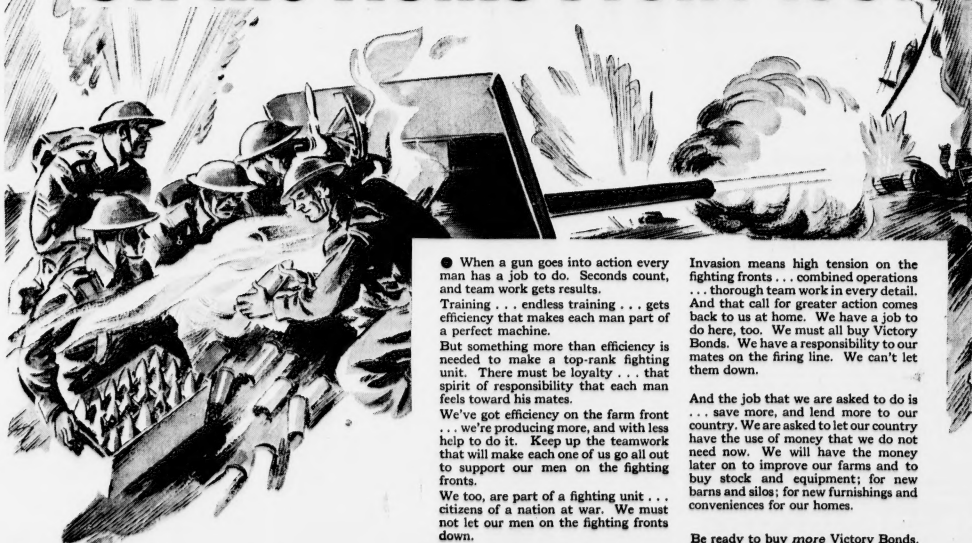 ● When a gun goes into action every
man has a job to do. Seconds count,
and team work gets results.
Training . . . endless training . . . gets
efficiency that makes each man part of
a perfect machine.
But something more than efficiency is
needed to make a top-rank fighting
unit. There must be loyalty . . . that
spirit of responsibility that each man
feels toward his mates.
We've got efficiency on the farm front
. . . we're producing more, and with less
help to do it. Keep up the teamwork
that will make each one of us go all out
to support our men on the fighting
fronts.
We too, are part of a fighting unit . . .
citizens of a nation at war. We must
not let our men on the fighting fronts
down.
Invasion means high tension on the
fighting fronts . . . combined operations
. . . thorough team work in every detail.
And that call for greater action comes
back to us at home. We have a job to
do here, too. We must all buy Victory
Bonds. We have a responsibility to our
mates on the firing line. We can't let
them down.
And the job that we are asked to do is
. . . save more, and lend more to our
country. We are asked to let our country
have the use of money that we do not
need now. We will have the money
later on to improve our farms and to
buy stock and equipment; for new
barns and silos; for new furnishings and
conveniences for our homes.
Be ready to buy more Victory Bonds.